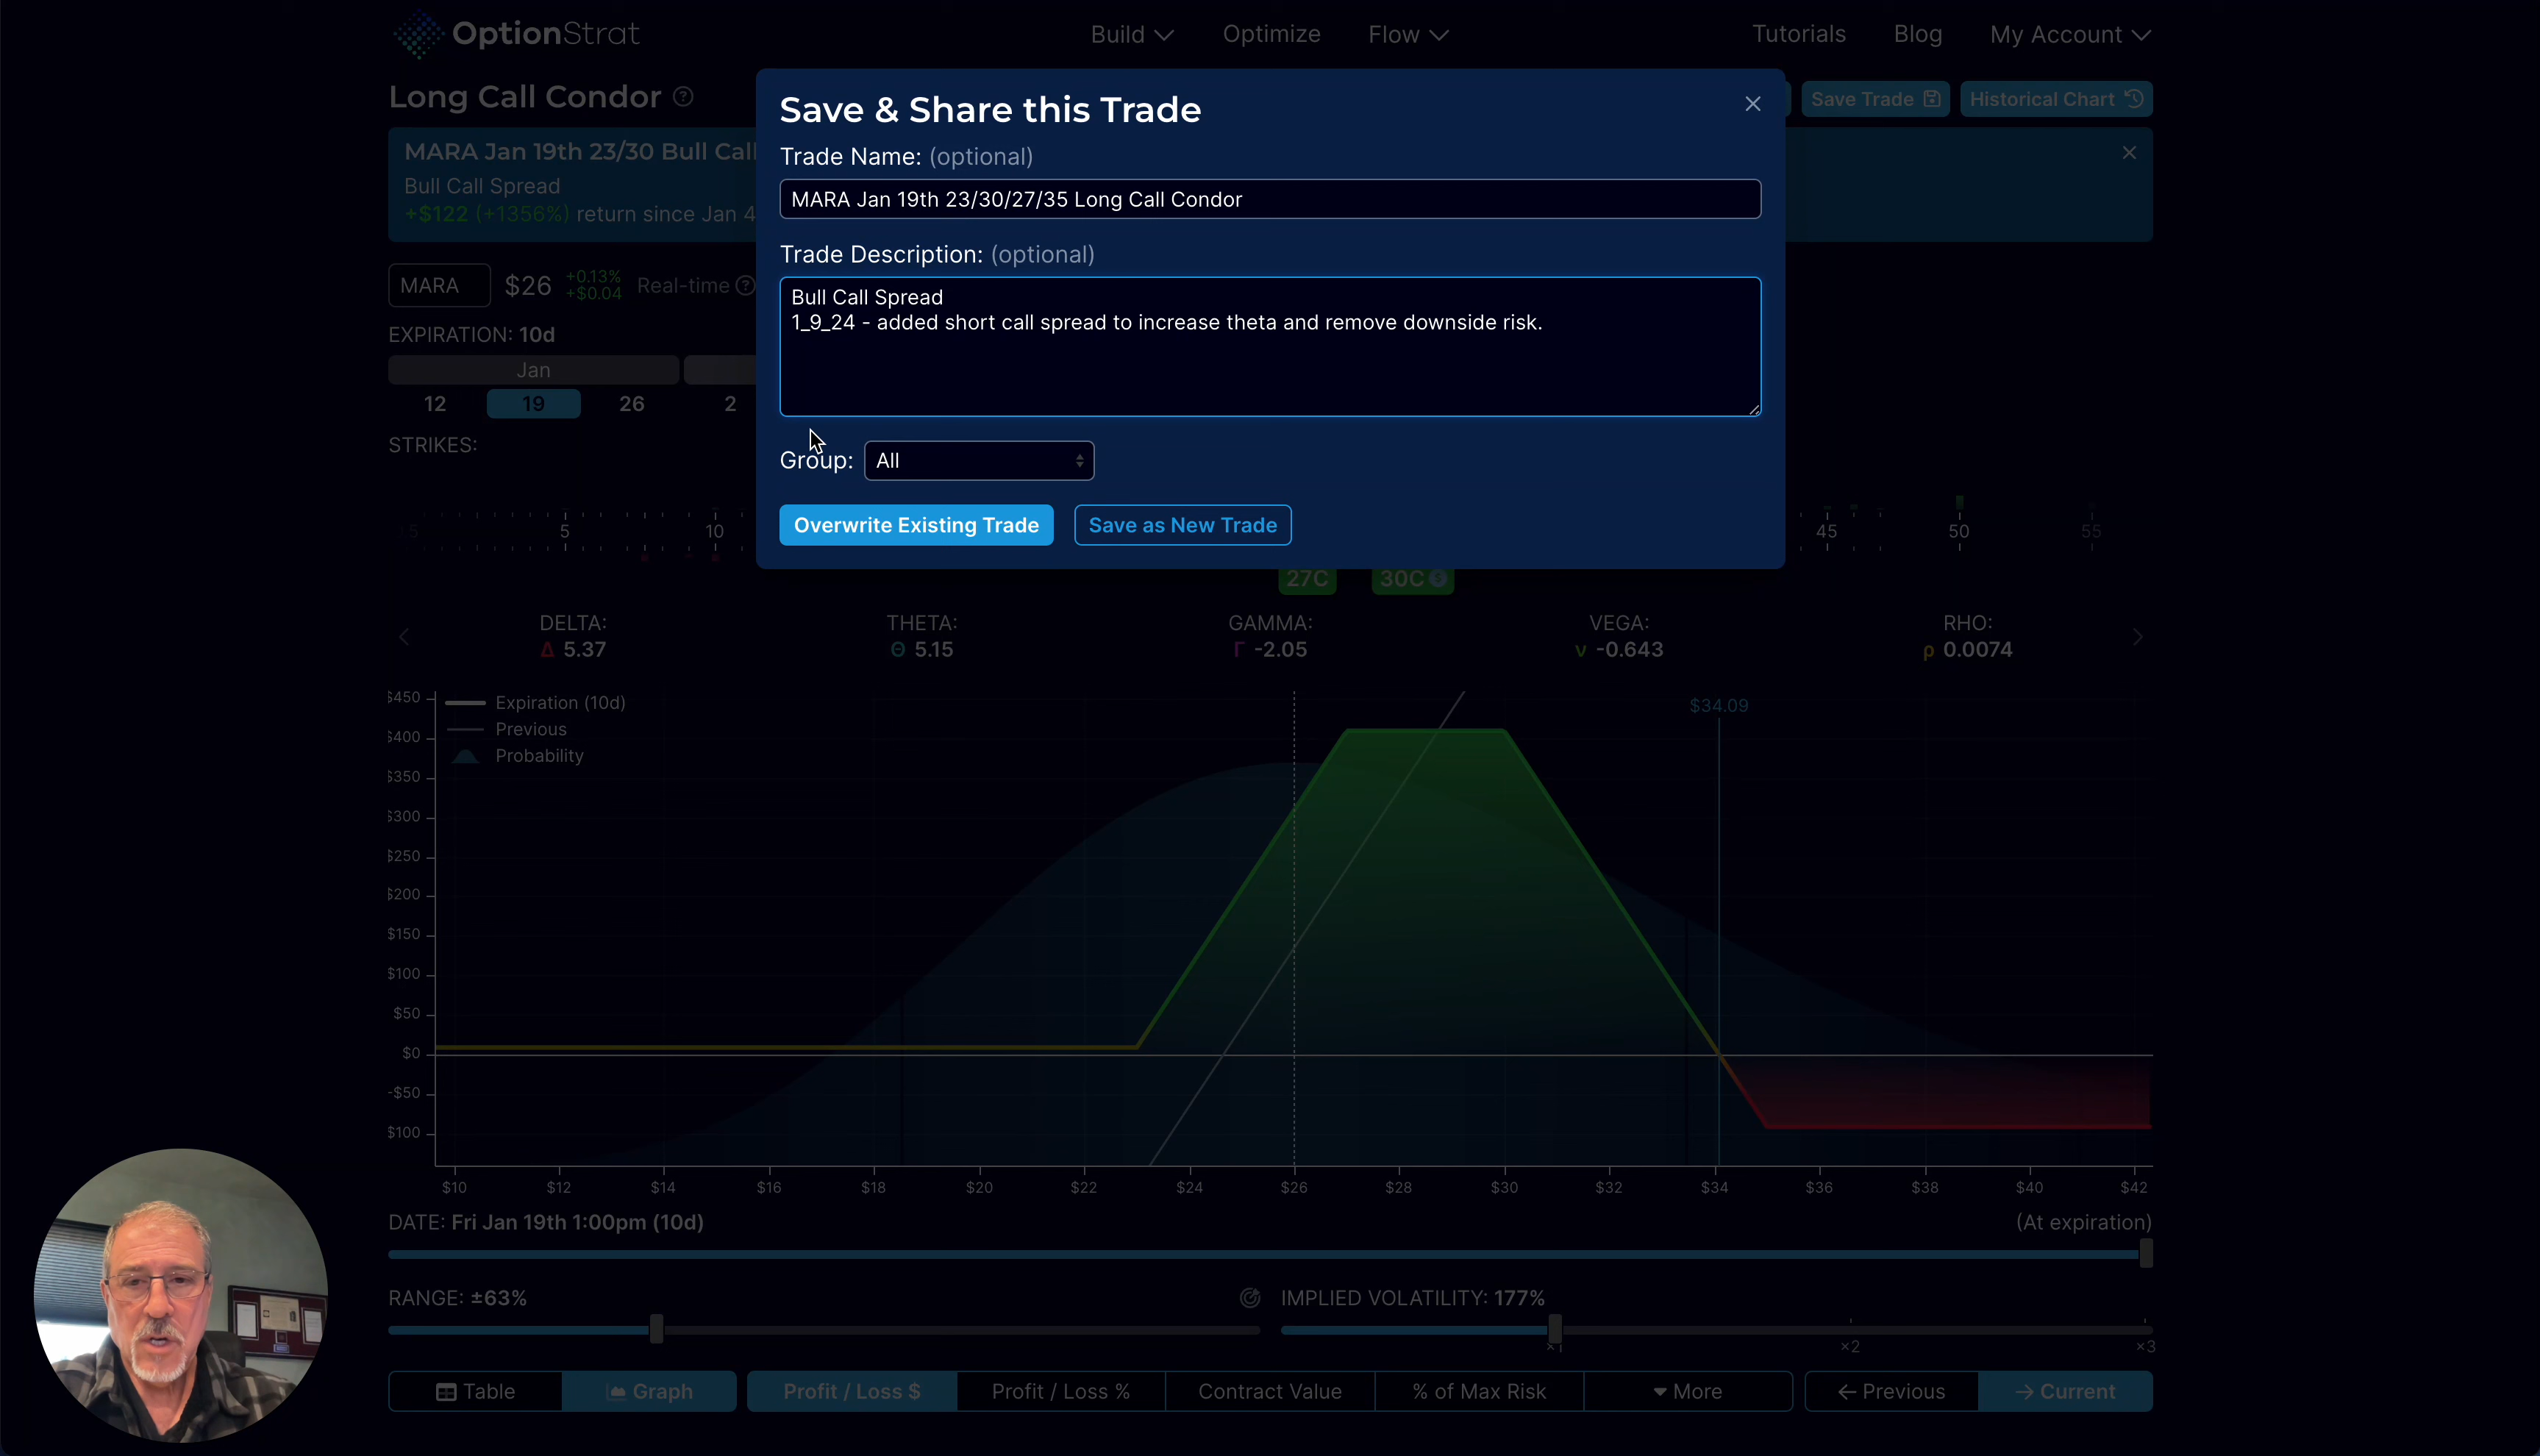 OptionStrat
Build
Optimize
Flow
Tutorials
Blog
My Account
Long Call Condor
Save Trade
Historical Chart
MARA Jan 19th 23/30 Bull Call
Bull Call Spread
+$122 (+1356%) return since Jan 4
Save & Share this Trade
Trade Name: (optional)
MARA Jan 19th 23/30/27/35 Long Call Condor
Trade Description: (optional)
Bull Call Spread
1_9_24 - added short call spread to increase theta and remove downside risk.
Group: All
Overwrite Existing Trade
Save as New Trade
MARA $26 +0.13% +$0.04 Real-time
EXPIRATION: 10d
Jan
12 19 26 2
STRIKES:
5 5 10 45 50 55
27C 30C
DELTA: THETA: GAMMA: VEGA: RHO:
Δ 5.37 Θ 5.15 Γ -2.05 ν -0.643 ρ 0.0074
Expiration (10d)
Previous
Probability
$34.09
$450
$400
$350
$300
$250
$200
$150
$100
$50
$0
-$50
$100
$10 $12 $14 $16 $18 $20 $22 $24 $26 $28 $30 $32 $34 $36 $38 $40 $42
DATE: Fri Jan 19th 1:00pm (10d) (At expiration)
RANGE: ±63%
IMPLIED VOLATILITY: 177%
×1 ×2 ×3
Table Graph Profit / Loss $ Profit / Loss % Contract Value % of Max Risk More Previous Current